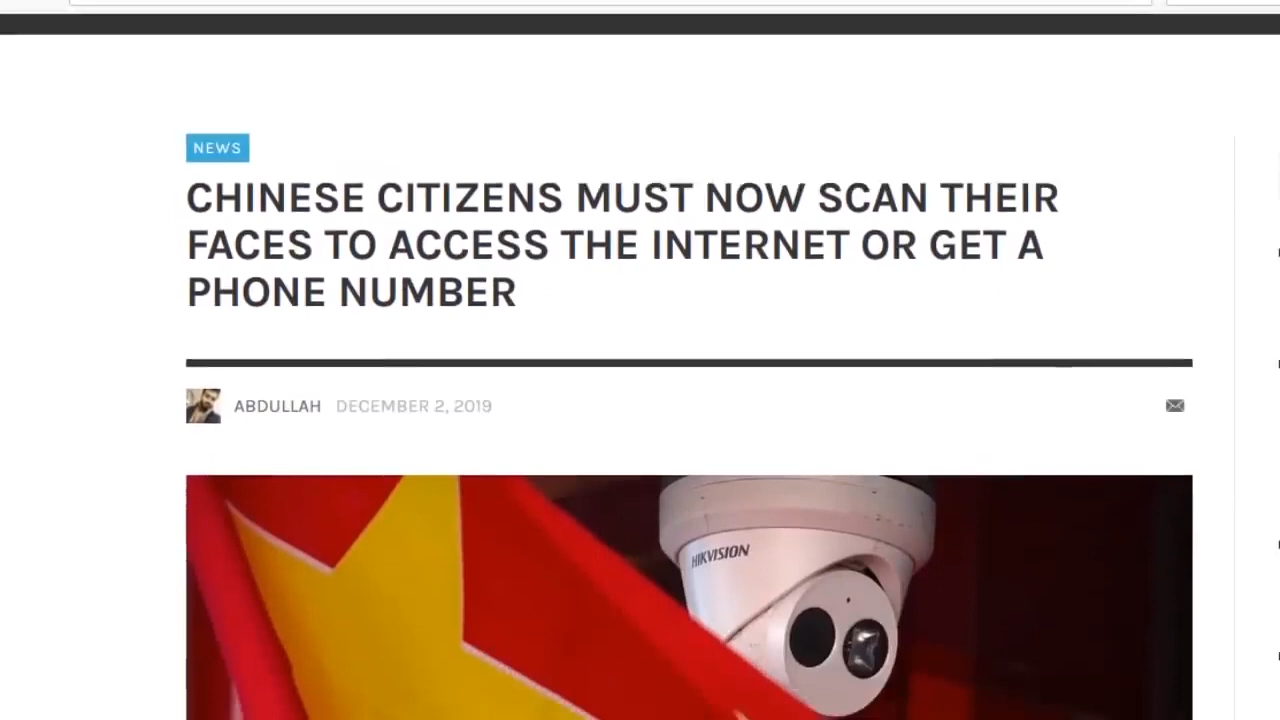 NEWS
CHINESE CITIZENS MUST NOW SCAN THEIR
FACES TO ACCESS THE INTERNET OR GET A
PHONE NUMBER
ABDULLAH DECEMBER 2, 2019
HIKVISION